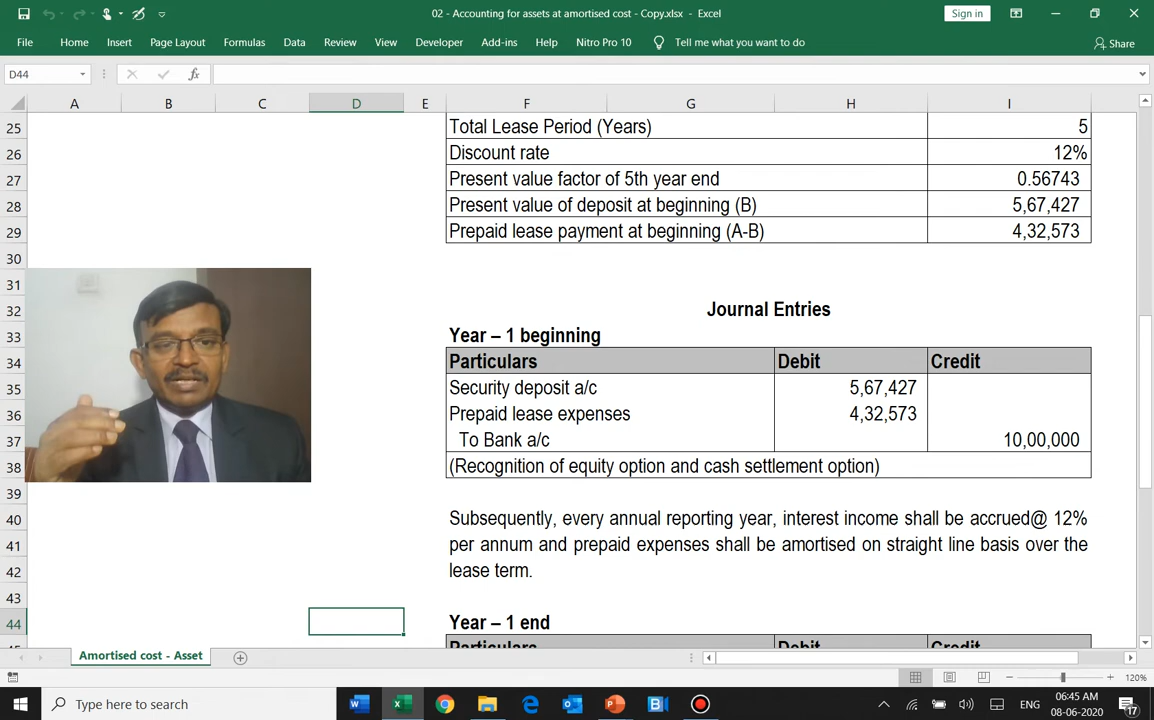 02 - Accounting for assets at amortised cost - Copy.xlsx - Excel
Sign in
File Home Insert Page Layout Formulas Data Review View Developer Add-ins Help Nitro Pro 10 Tell me what you want to do Share
D44 fx
A B C D E F G H I
25 Total Lease Period (Years) 5
26 Discount rate 12%
27 Present value factor of 5th year end 0.56743
28 Present value of deposit at beginning (B) 5,67,427
29 Prepaid lease payment at beginning (A-B) 4,32,573
30
31
32 Journal Entries
33 Year – 1 beginning
34 Particulars Debit Credit
35 Security deposit a/c 5,67,427
36 Prepaid lease expenses 4,32,573
37 To Bank a/c 10,00,000
38 (Recognition of equity option and cash settlement option)
39
40 Subsequently, every annual reporting year, interest income shall be accrued@ 12%
41 per annum and prepaid expenses shall be amortised on straight line basis over the
42 lease term.
43
44 Year – 1 end
Particulars Debit Credit
Amortised cost - Asset
120%
Type here to search
06:45 AM
ENG
08-06-2020
17